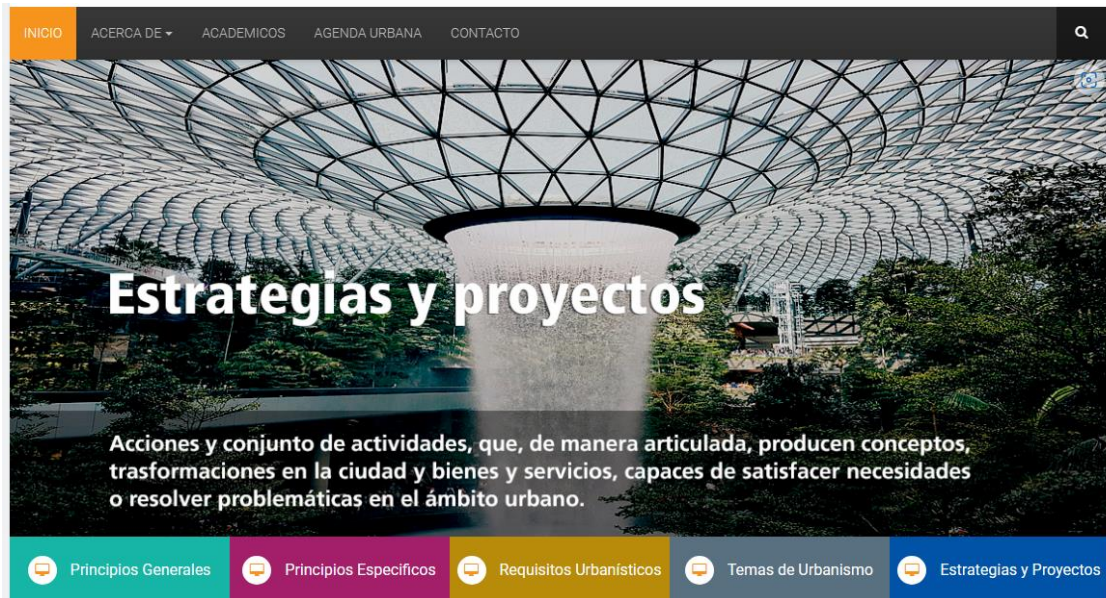 INICIO ACERCA DE ACADEMICOS AGENDA URBANA CONTACTO
Estrategias y proyectos
Acciones y conjunto de actividades, que, de manera articulada, producen conceptos,
trasformaciones en la ciudad y bienes y servicios, capaces de satisfacer necesidades
o resolver problemáticas en el ámbito urbano.
Principios Generales Principios Especificos Requisitos Urbanísticos Temas de Urbanismo Estrategias y Proyectos